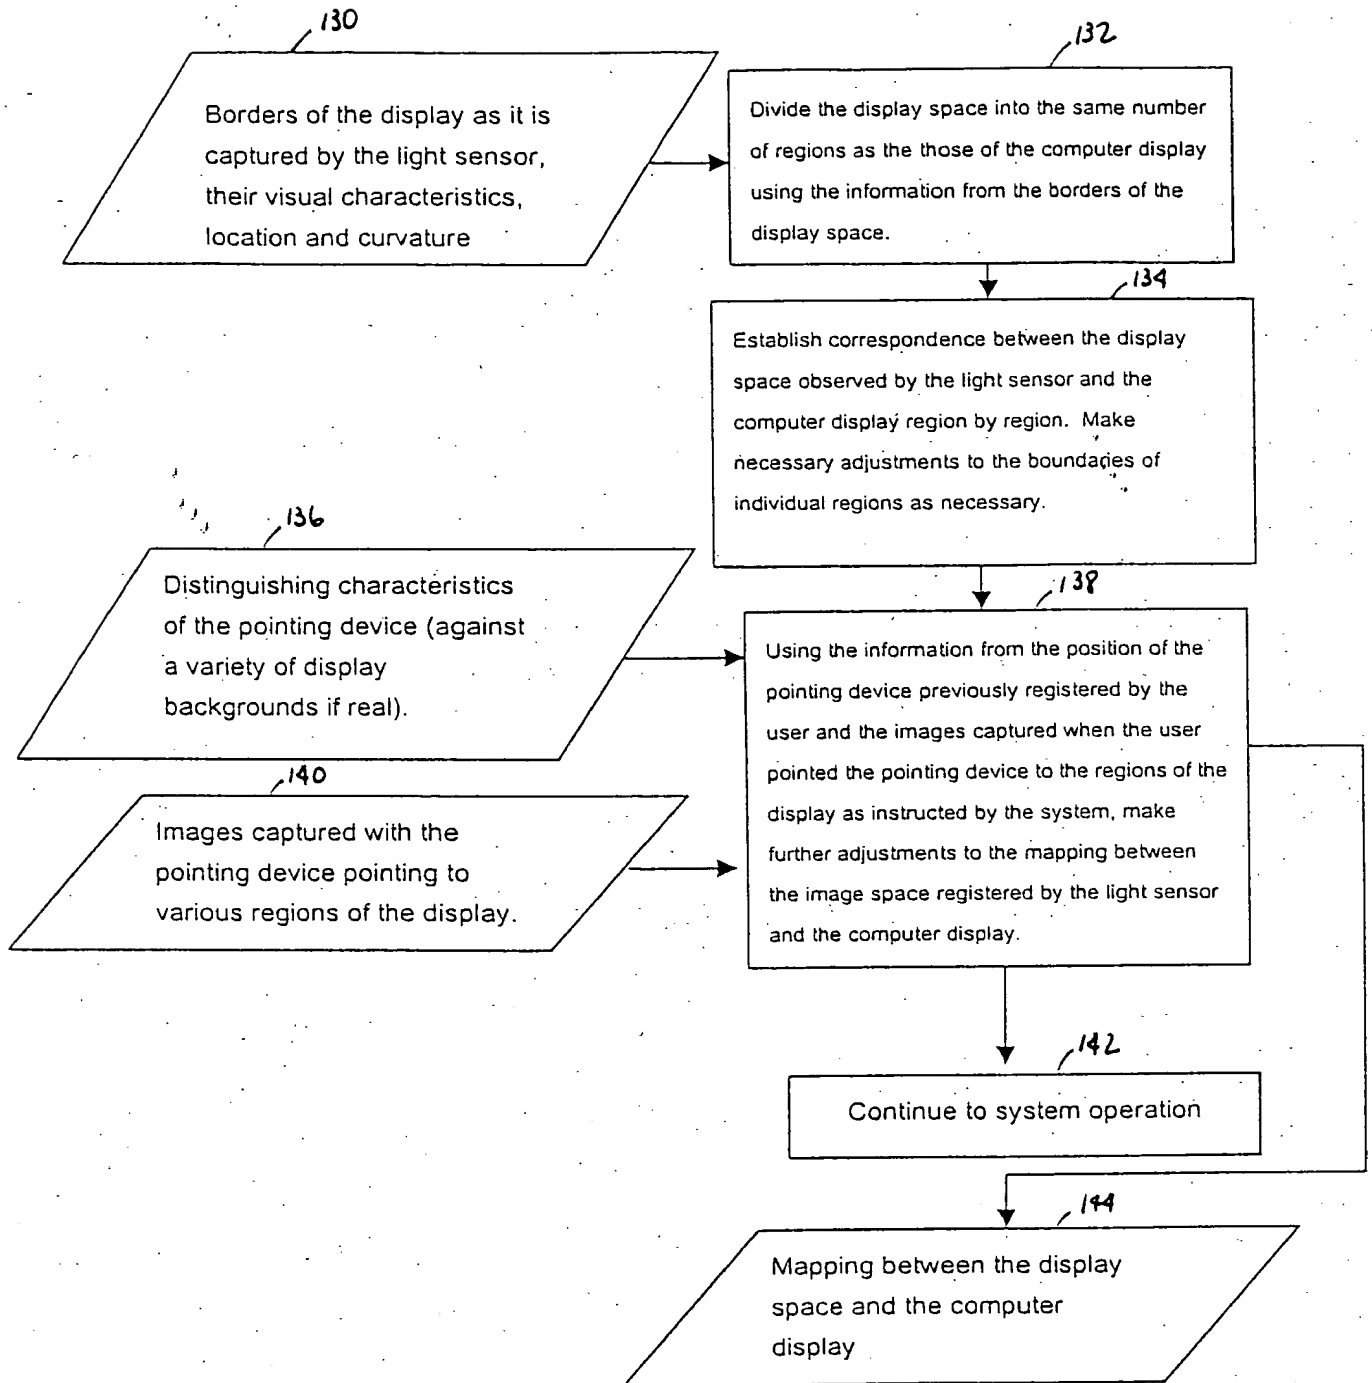 130
Borders of the display as it is
captured by the light sensor,
their visual characteristics,
location and curvature
132
Divide the display space into the same number
of regions as the those of the computer display
using the information from the borders of the
display space.
134
Establish correspondence between the display
space observed by the light sensor and the
computer display region by region. Make
necessary adjustments to the boundaries of
individual regions as necessary.
136
Distinguishing characteristics
of the pointing device (against
a variety of display
backgrounds if real).
138
Using the information from the position of the
pointing device previously registered by the
user and the images captured when the user
pointed the pointing device to the regions of the
display as instructed by the system, make
further adjustments to the mapping between
the image space registered by the light sensor
and the computer display.
140
Images captured with the
pointing device pointing to
various regions of the display.
142
Continue to system operation
144
Mapping between the display
space and the computer
display